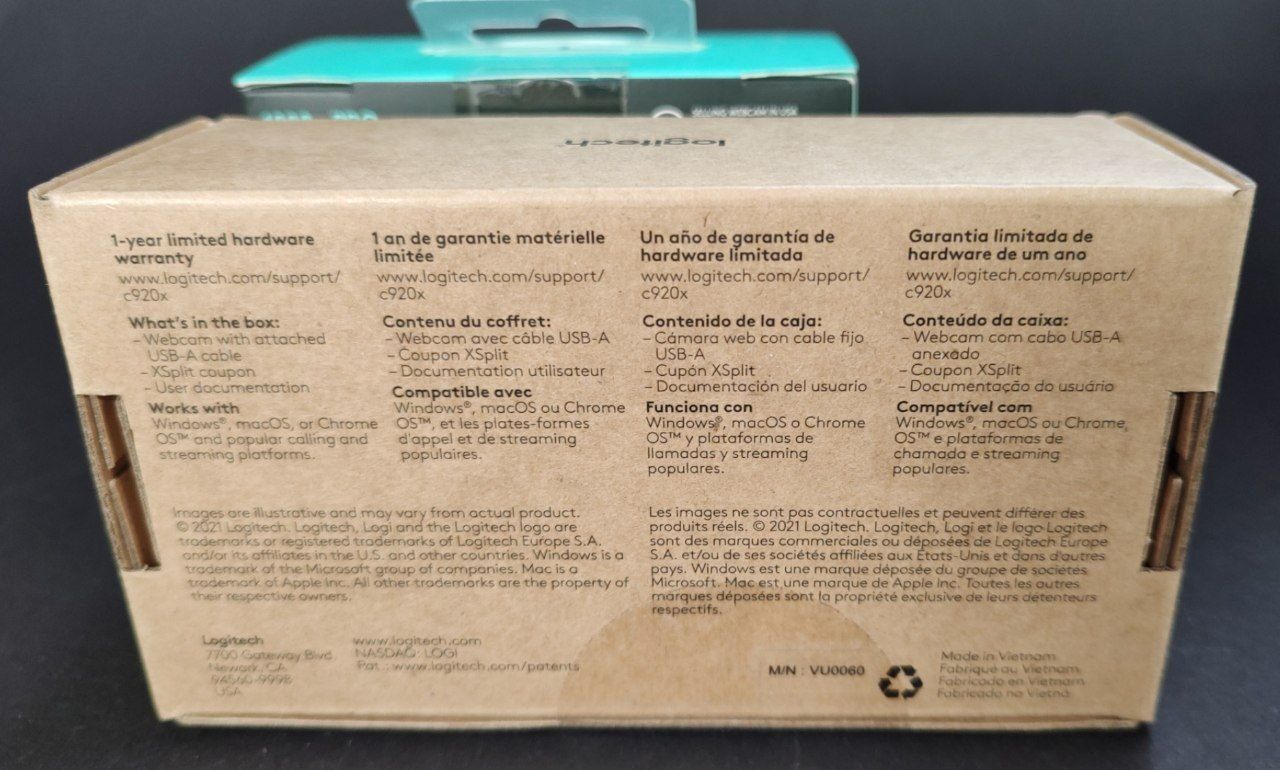 logitech
1-year limited hardware
warranty
www.logitech.com/support/
c920x
What's in the box:
– Webcam with attached
USB-A cable
– XSplit coupon
– User documentation
Works with
Windows®, macOS, or Chrome
OS™ and popular calling and
streaming platforms.
1 an de garantie matérielle
limitée
www.logitech.com/support/
c920x
Contenu du coffret:
– Webcam avec câble USB-A
– Coupon XSplit
– Documentation utilisateur
Compatible avec
Windows®, macOS ou Chrome
OS™, et les plates-formes
d'appel et de streaming
populaires.
Un año de garantía de
hardware limitada
www.logitech.com/support/
c920x
Contenido de la caja:
– Cámara web con cable fijo
USB-A
– Cupón XSplit
– Documentación del usuario
Funciona con
Windows®, macOS o Chrome
OS™ y plataformas de
llamadas y streaming
populares.
Garantia limitada de
hardware de um ano
www.logitech.com/support/
c920x
Conteúdo da caixa:
– Webcam com cabo USB-A
anexado
– Coupon XSplit
– Documentação do usuário
Compatível com
Windows®, macOS ou Chrome,
OS™ e plataformas de
chamada e streaming
populares.
Images are illustrative and may vary from actual product.
© 2021 Logitech. Logitech, Logi and the Logitech logo are
trademarks or registered trademarks of Logitech Europe S.A.
and/or its affiliates in the U.S. and other countries. Windows is a
trademark of the Microsoft group of companies. Mac is a
trademark of Apple Inc. All other trademarks are the property of
their respective owners.
Les images ne sont pas contractuelles et peuvent différer des
produits réels. © 2021 Logitech. Logitech, Logi et le logo Logitech
sont des marques commerciales ou déposées de Logitech Europe
S.A. et/ou de ses sociétés affiliées aux États-Unis et dans d'autres
pays. Windows est une marque déposée du groupe de sociétés
Microsoft. Mac est une marque de Apple Inc. Toutes les autres
marques déposées sont la propriété exclusive de leurs détenteurs
respectifs.
Logitech
7700 Gateway Blvd.
Newark, CA
94560-9998
USA
www.logitech.com
NASDAQ: LOGI
Pat.: www.logitech.com/patents
M/N : VU0060
Made in Vietnam
Fabriqué au Vietnam
Fabricado en Vietnam
Fabricado no Vietnã